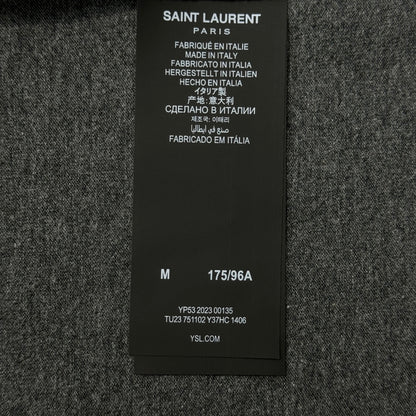 SAINT LAURENT
PARIS
FABRIQUÉ EN ITALIE
MADE IN ITALY
FABBRICATO IN ITALIA
HERGESTELLT IN ITALIEN
HECHO EN ITALIA
イタリア製
产地: 意大利
СДЕЛАНО В ИТАЛИИ
제조국: 이태리
صنع في ايطاليا
FABRICADO EM ITÁLIA
M 175/96A
YP53 2023 00135
TU23 751102 Y37HC 1406
YSL.COM